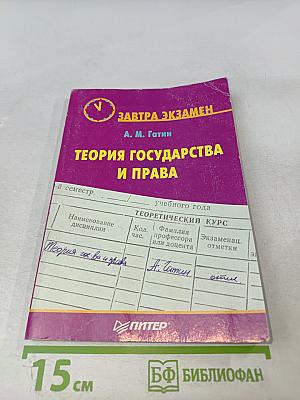 ЗАВТРА ЭКЗАМЕН
А. М. Гатин
ТЕОРИЯ ГОСУДАРСТВА
И ПРАВА
й семестр
учебного года
ТЕОРЕТИЧЕСКИЙ КУРС
Наименование дисциплин
Кол. час.
Фамилия профессора или доцента
Экзаменац. отметки
Теория гос-ва и права
А. Гатин
отлич.
ПИТЕР
15 см
БФ БИБЛИОФАН